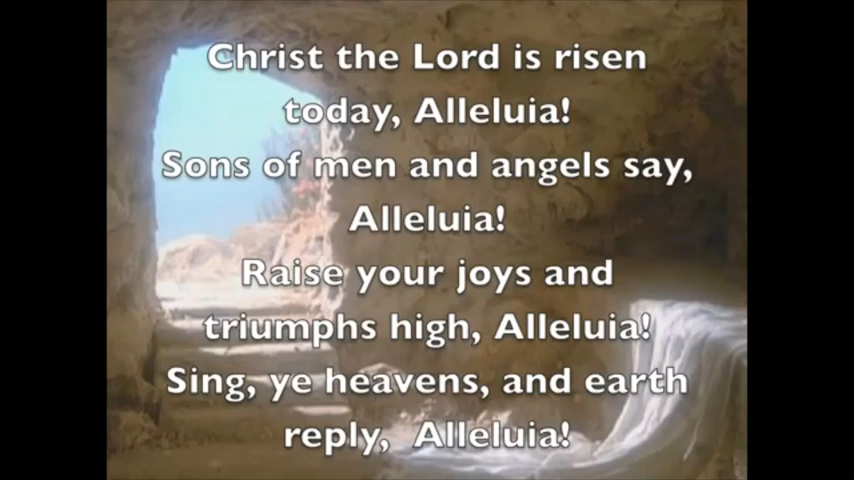 Christ the Lord is risen
today, Alleluia!
Sons of men and angels say,
Alleluia!
Raise your joys and
triumphs high, Alleluia!
Sing, ye heavens, and earth
reply,  Alleluia!